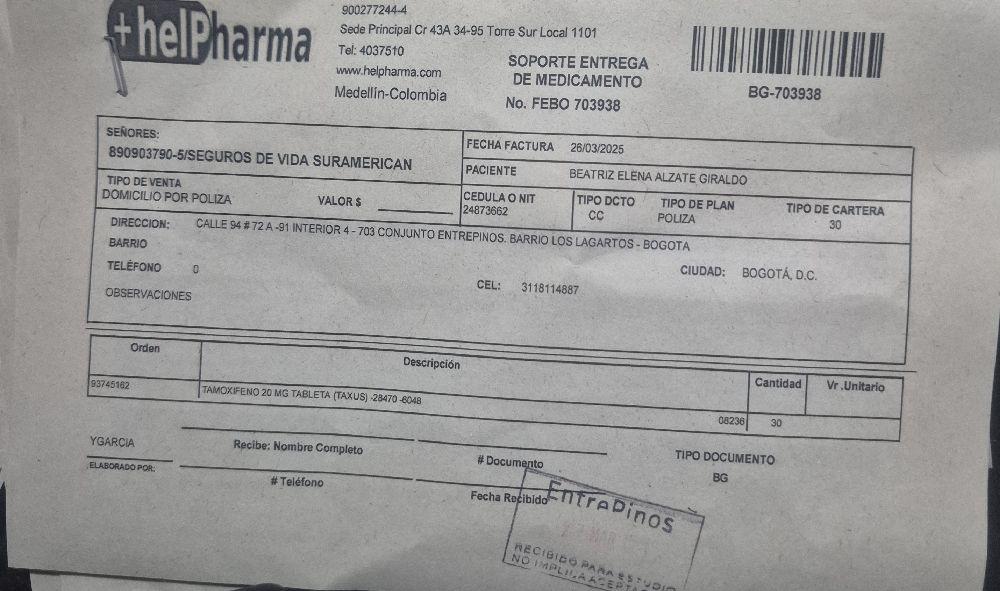 +helPharma
900277244-4
Sede Principal Cr 43A 34-95 Torre Sur Local 1101
Tel: 4037510
www.helpharma.com
Medellín-Colombia
SOPORTE ENTREGA
DE MEDICAMENTO
No. FEBO 703938
BG-703938
SEÑORES:
890903790-5/SEGUROS DE VIDA SURAMERICAN
FECHA FACTURA 26/03/2025
PACIENTE BEATRIZ ELENA ALZATE GIRALDO
TIPO DE VENTA
DOMICILIO POR POLIZA VALOR $
CEDULA O NIT TIPO DCTO TIPO DE PLAN TIPO DE CARTERA
24873662 CC POLIZA 30
DIRECCION: CALLE 94 # 72 A -91 INTERIOR 4 - 703 CONJUNTO ENTREPINOS. BARRIO LOS LAGARTOS - BOGOTA
BARRIO
TELÉFONO 0 CEL: 3118114887 CIUDAD: BOGOTÁ, D.C.
OBSERVACIONES
Orden Descripción Cantidad Vr .Unitario
93745162 TAMOXIFENO 20 MG TABLETA (TAXUS) -28470 -6048 08236 30
YGARCIA Recibe: Nombre Completo # Documento TIPO DOCUMENTO
ELABORADO POR: # Teléfono Fecha Recibido BG
EntrePinos
RECIBIDO PARA ESTUDIO
NO IMPLICA